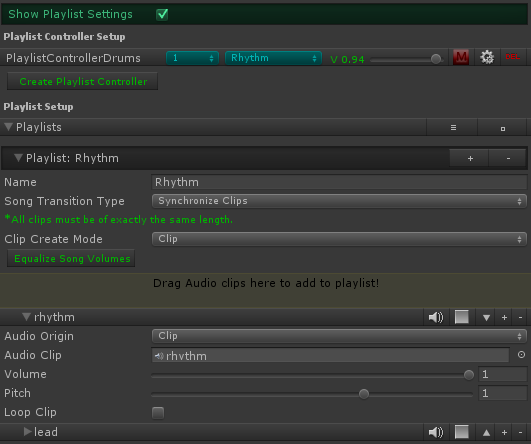 Show Playlist Settings
Playlist Controller Setup
PlaylistControllerDrums 1 Rhythm V 0.94 M
Create Playlist Controller
Playlist Setup
Playlists
Playlist: Rhythm + -
Name Rhythm
Song Transition Type Synchronize Clips
*All clips must be of exactly the same length.
Clip Create Mode Clip
Equalize Song Volumes
Drag Audio clips here to add to playlist!
rhythm + -
Audio Origin Clip
Audio Clip rhythm
Volume 1
Pitch 1
Loop Clip
lead + -